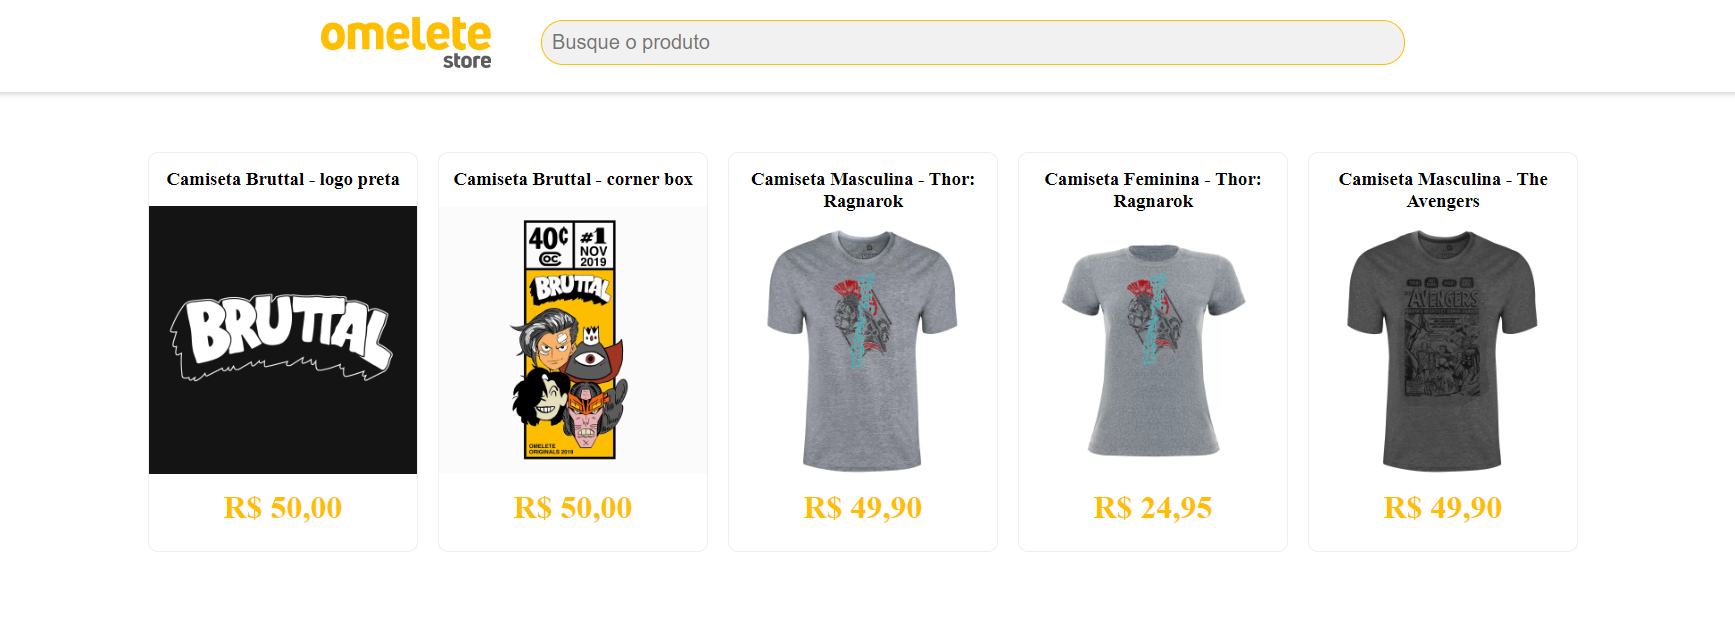 omelete
store
Busque o produto
Camiseta Bruttal - logo preta
BRUTTAL
R$ 50,00
Camiseta Bruttal - corner box
40¢ #1
NOV
COC 2019
BRUTTAL
OMELETE
ORIGINALS 2019
R$ 50,00
Camiseta Masculina - Thor:
Ragnarok
R$ 49,90
Camiseta Feminina - Thor:
Ragnarok
R$ 24,95
Camiseta Masculina - The
Avengers
AVENGERS
R$ 49,90